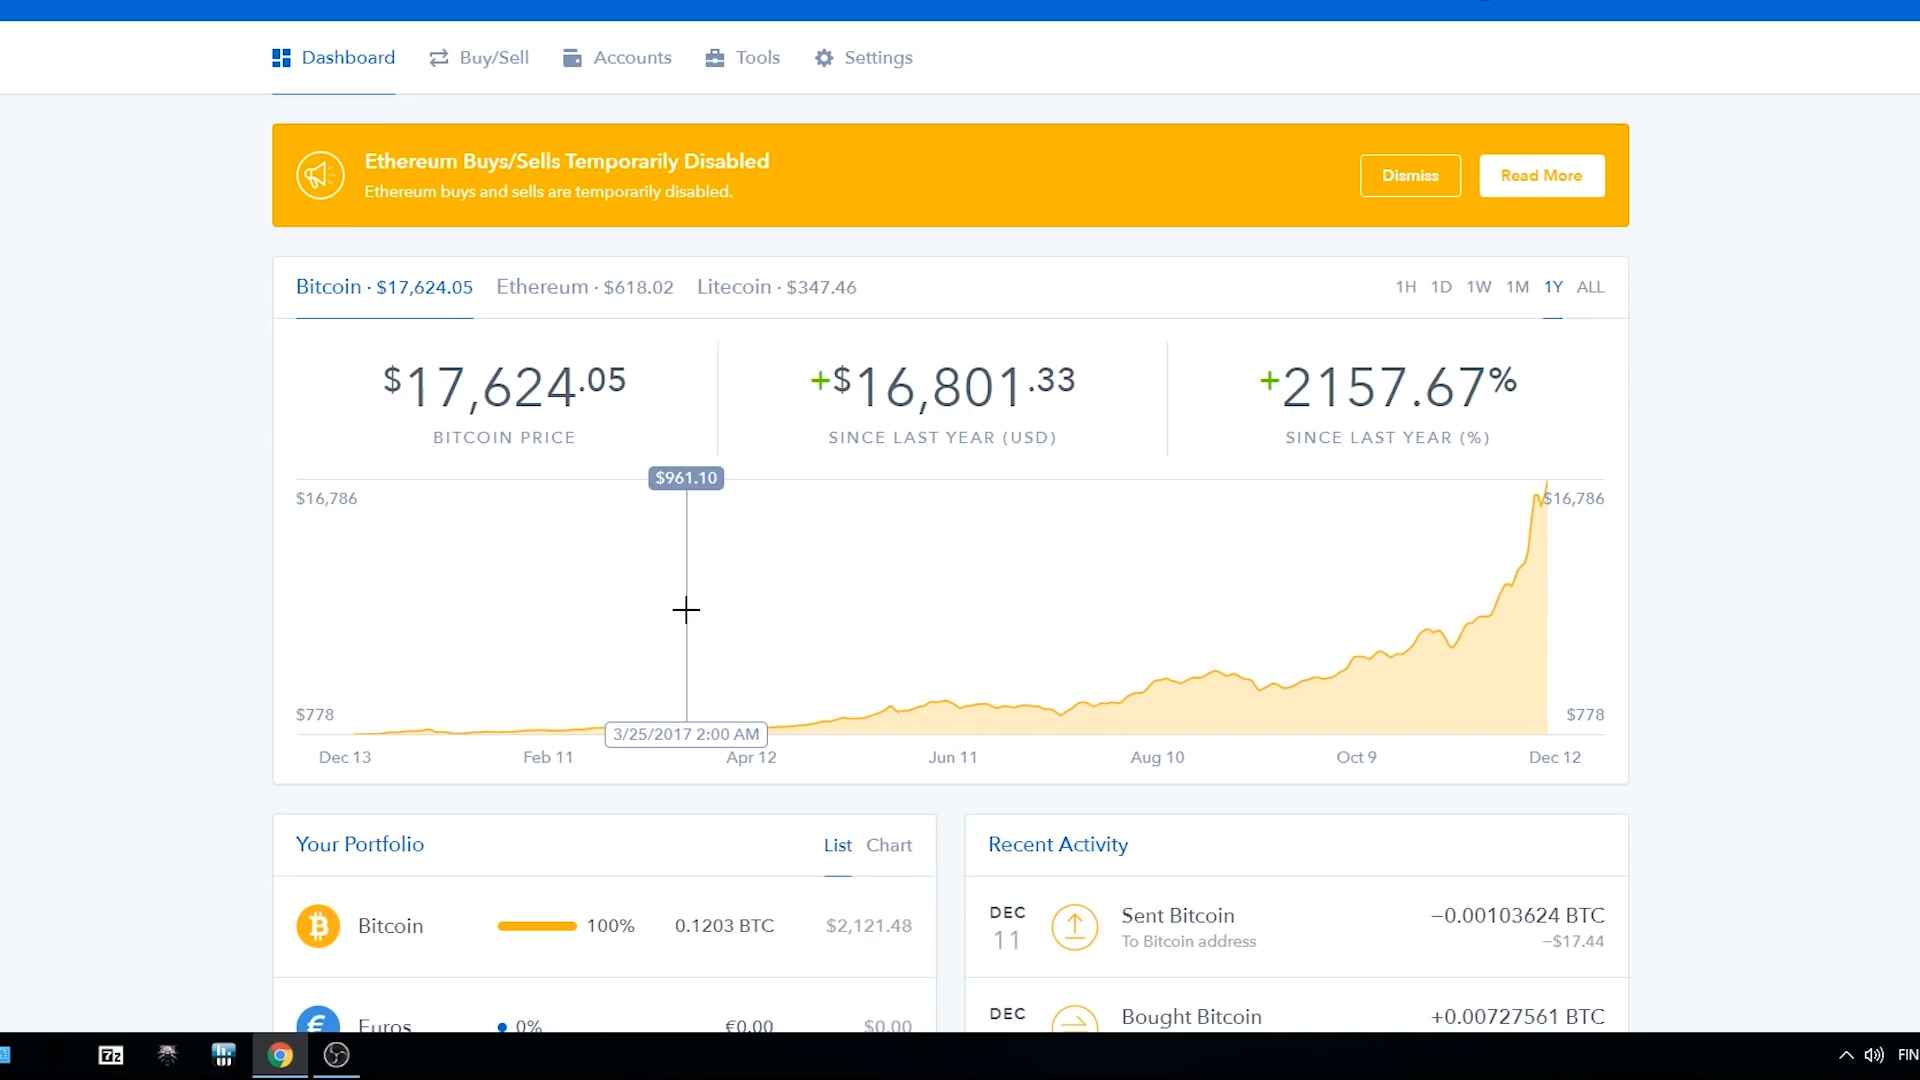 Dashboard Buy/Sell Accounts Tools Settings
Ethereum Buys/Sells Temporarily Disabled
Ethereum buys and sells are temporarily disabled.
Dismiss Read More
Bitcoin · $17,624.05 Ethereum · $618.02 Litecoin · $347.46 1H 1D 1W 1M 1Y ALL
$17,624.05 +$16,801.33 +2157.67%
BITCOIN PRICE SINCE LAST YEAR (USD) SINCE LAST YEAR (%)
$961.10
$16,786 $16,786
$778 $778
3/25/2017 2:00 AM
Dec 13 Feb 11 Apr 12 Jun 11 Aug 10 Oct 9 Dec 12
Your Portfolio List Chart
Bitcoin 100% 0.1203 BTC $2,121.48
Euros 0% €0.00 $0.00
Recent Activity
DEC 11 Sent Bitcoin −0.00103624 BTC
To Bitcoin address −$17.44
DEC Bought Bitcoin +0.00727561 BTC
7z FIN